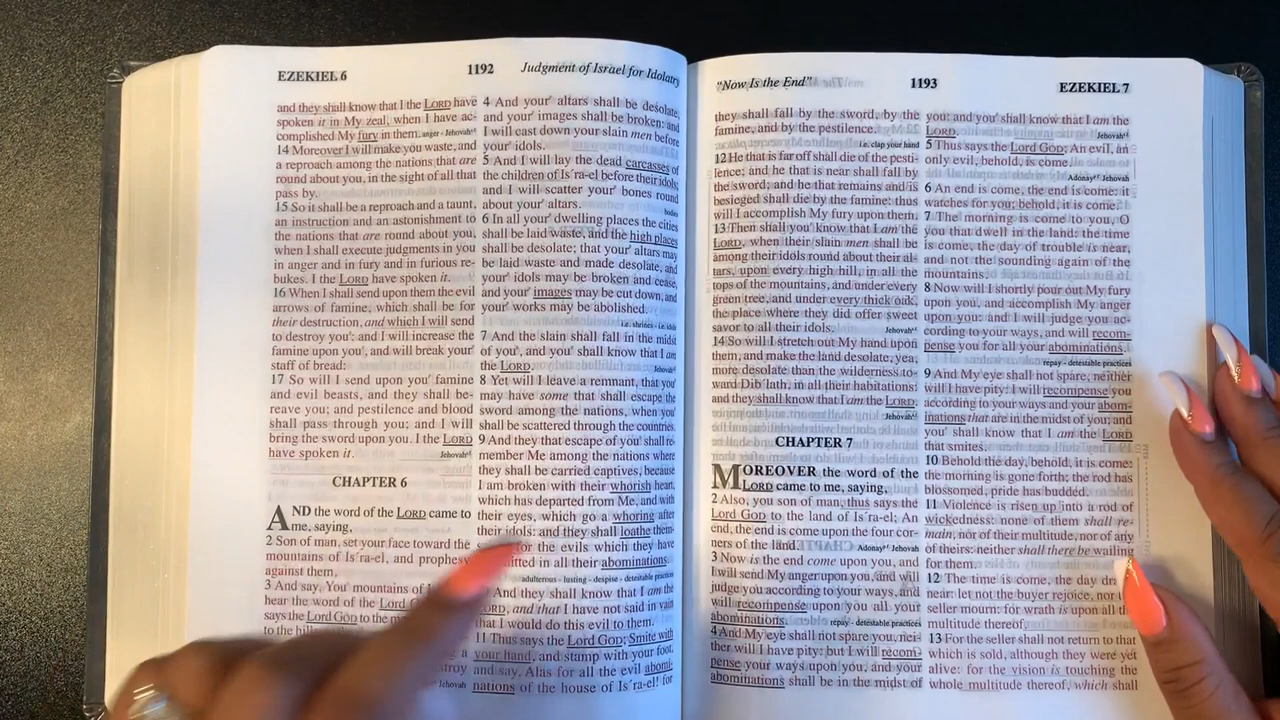 EZEKIEL 6
1192
Judgment of Israel for Idolatry
and they shall know that I the LORD have
spoken it in My zeal, when I have ac-
complished My fury in them. anger - Jehovah
14 Moreover I will make you waste, and
a reproach among the nations that are
round about you, in the sight of all that
pass by.
15 So it shall be a reproach and a taunt,
an instruction and an astonishment to
the nations that are round about you,
when I shall execute judgments in you
in anger and in fury and in furious re-
bukes. I the LORD have spoken it.
16 When I shall send upon them the evil
arrows of famine, which shall be for
their destruction, and which I will send
to destroy you: and I will increase the
famine upon you, and will break your
staff of bread:
17 So will I send upon you famine
and evil beasts, and they shall be-
reave you; and pestilence and blood
shall pass through you; and I will
bring the sword upon you. I the LORD
have spoken it. Jehovah
CHAPTER 6
AND the word of the LORD came to
me, saying,
2 Son of man, set your face toward the
mountains of Is´ra-el, and prophesy
against them,
3 And say, You mountains of
hear the word of the Lord
says the Lord GOD to the
to the
a
troy
Jehovah
4 And your' altars shall be desolate,
and your' images shall be broken: and
I will cast down your slain men before
your' idols.
5 And I will lay the dead carcasses of
the children of Is´ra-el before their idols;
and I will scatter your' bones round
about your' altars.
bodies
6 In all your' dwelling places the cities
shall be laid waste, and the high places
shall be desolate; that your' altars may
be laid waste and made desolate, and
your' idols may be broken and cease,
and your' images may be cut down, and
your' works may be abolished.
i.e. shrines - i.e. idols
7 And the slain shall fall in the midst
of you', and you' shall know that I am
the LORD. Jehovah
8 Yet will I leave a remnant, that you'
may have some that shall escape the
sword among the nations, when you'
shall be scattered through the countries.
9 And they that escape of you' shall re-
member Me among the nations where
they shall be carried captives, because
I am broken with their whorish heart,
which has departed from Me, and with
their eyes, which go a whoring after
their idols: and they shall loathe them-
for the evils which they have
mitted in all their abominations.
adulterous - lusting - despise - detestable practices
And they shall know that I am the
LORD, and that I have not said in vain
that I would do this evil to them.
11 Thus says the Lord GOD; Smite with
your hand, and stamp with your foot,
and say, Alas for all the evil abomi-
nations of the house of Is´ra-el! for
"Now Is the End"
1193
EZEKIEL 7
they shall fall by the sword, by the
famine, and by the pestilence.
i.e. clap your hand
12 He that is far off shall die of the pesti-
lence; and he that is near shall fall by
the sword; and he that remains and is
besieged shall die by the famine: thus
will I accomplish My fury upon them.
13 Then shall you' know that I am the
LORD, when their slain men shall be
among their idols round about their al-
tars, upon every high hill, in all the
tops of the mountains, and under every
green tree, and under every thick oak,
the place where they did offer sweet
savor to all their idols. Jehovah
14 So will I stretch out My hand upon
them, and make the land desolate, yea,
more desolate than the wilderness to-
ward Dib´lath, in all their habitations:
and they shall know that I am the LORD.
Jehovah
CHAPTER 7
MOREOVER the word of the
LORD came to me, saying,
2 Also, you son of man, thus says the
Lord GOD to the land of Is´ra-el; An
end, the end is come upon the four cor-
ners of the land. Adonay Jehovah
3 Now is the end come upon you, and
I will send My anger upon you, and will
judge you according to your ways, and
will recompense upon you all your
abominations. repay - detestable practices
4 And My eye shall not spare you, nei-
ther will I have pity: but I will recom-
pense your ways upon you, and your
abominations shall be in the midst of
you: and you' shall know that I am the
LORD. Jehovah
5 Thus says the Lord GOD; An evil, an
only evil, behold, is come.
Adonay Jehovah
6 An end is come, the end is come: it
watches for you; behold, it is come.
7 The morning is come to you, O
you that dwell in the land: the time
is come, the day of trouble is near,
and not the sounding again of the
mountains.
8 Now will I shortly pour out My fury
upon you, and accomplish My anger
upon you: and I will judge you ac-
cording to your ways, and will recom-
pense you for all your abominations.
repay - detestable practices
9 And My eye shall not spare, neither
will I have pity: I will recompense you
according to your ways and your abom-
inations that are in the midst of you; and
you' shall know that I am the LORD
that smites.
10 Behold the day, behold, it is come:
the morning is gone forth; the rod has
blossomed, pride has budded.
11 Violence is risen up into a rod of
wickedness: none of them shall re-
main, nor of their multitude, nor of any
of theirs: neither shall there be wailing
for them.
12 The time is come, the day
near: let not the buyer rejoice, nor
seller mourn: for wrath is upon all
multitude thereof.
13 For the seller shall not return to that
which is sold, although they were yet
alive: for the vision is touching the
whole multitude thereof, which shall